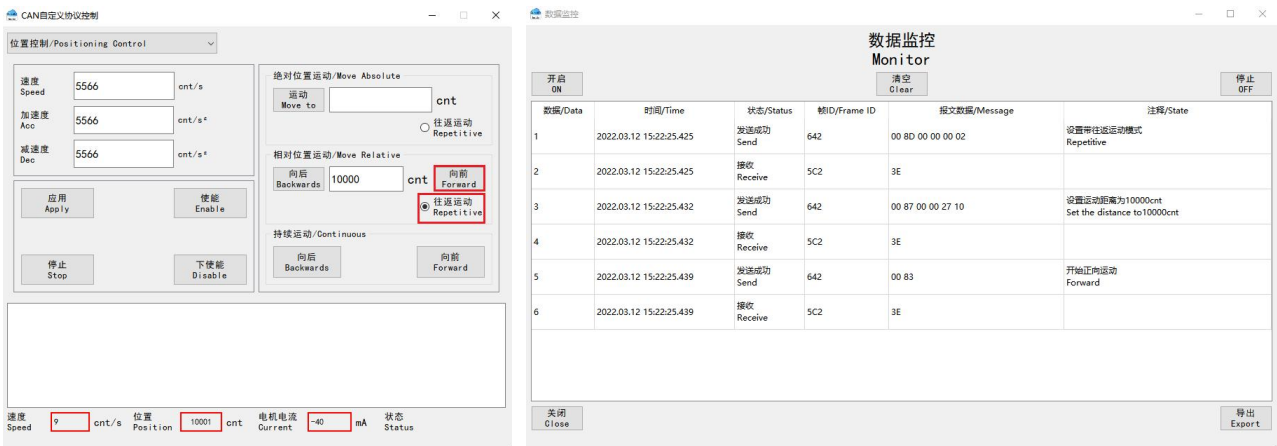 CAN自定义协议控制
位置控制/Positioning Control
速度
Speed
5566
cnt/s
加速度
Acc
5566
cnt/s²
减速度
Dec
5566
cnt/s²
应用
Apply
使能
Enable
停止
Stop
下使能
Disable
绝对位置运动/Move Absolute
运动
Move to
cnt
往返运动
Repetitive
相对位置运动/Move Relative
向后
Backwards
10000
cnt
向前
Forward
往返运动
Repetitive
持续运动/Continuous
向后
Backwards
向前
Forward
速度
Speed
9
cnt/s
位置
Position
10001
cnt
电机电流
Current
-40
mA
状态
Status
数据监控
数据监控
Monitor
开启
ON
清空
Clear
停止
OFF
数据/Data 时间/Time 状态/Status 帧ID/Frame ID 报文数据/Message 注释/State
1 2022.03.12 15:22:25.425 发送成功
Send 642 00 8D 00 00 00 02 设置带往返运动模式
Repetitive
2 2022.03.12 15:22:25.425 接收
Receive 5C2 3E
3 2022.03.12 15:22:25.432 发送成功
Send 642 00 87 00 00 27 10 设置运动距离为10000cnt
Set the distance to10000cnt
4 2022.03.12 15:22:25.432 接收
Receive 5C2 3E
5 2022.03.12 15:22:25.439 发送成功
Send 642 00 83 开始正向运动
Forward
6 2022.03.12 15:22:25.439 接收
Receive 5C2 3E
关闭
Close
导出
Export